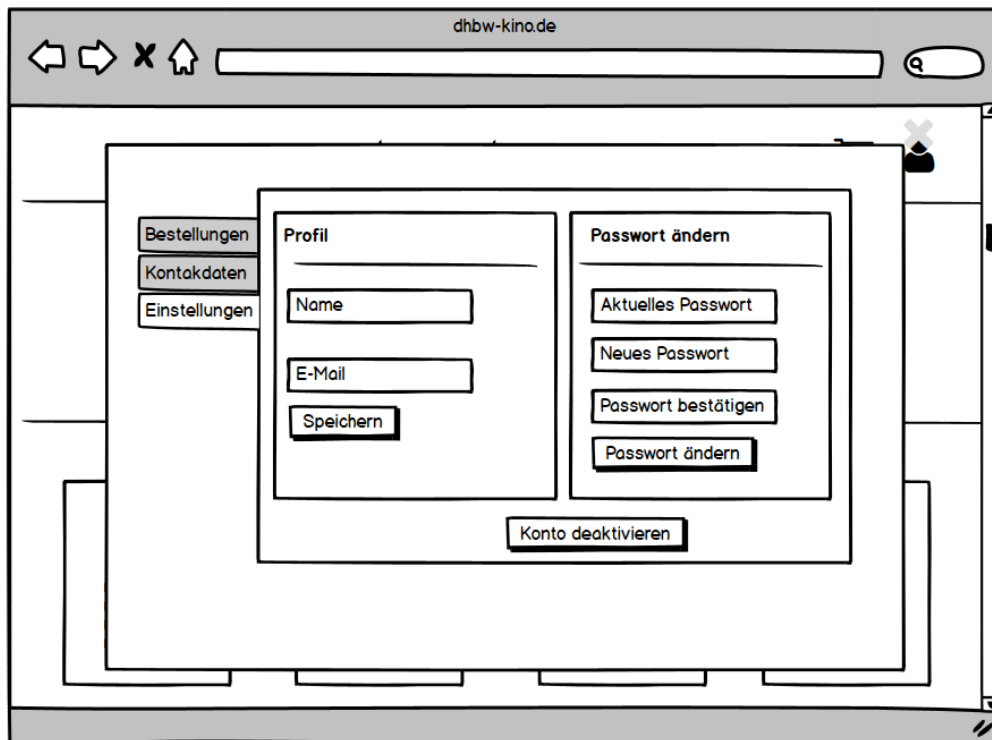 dhbw-kino.de
Bestellungen
Kontakdaten
Einstellungen
Profil
Name
E-Mail
Speichern
Passwort ändern
Aktuelles Passwort
Neues Passwort
Passwort bestätigen
Passwort ändern
Konto deaktivieren